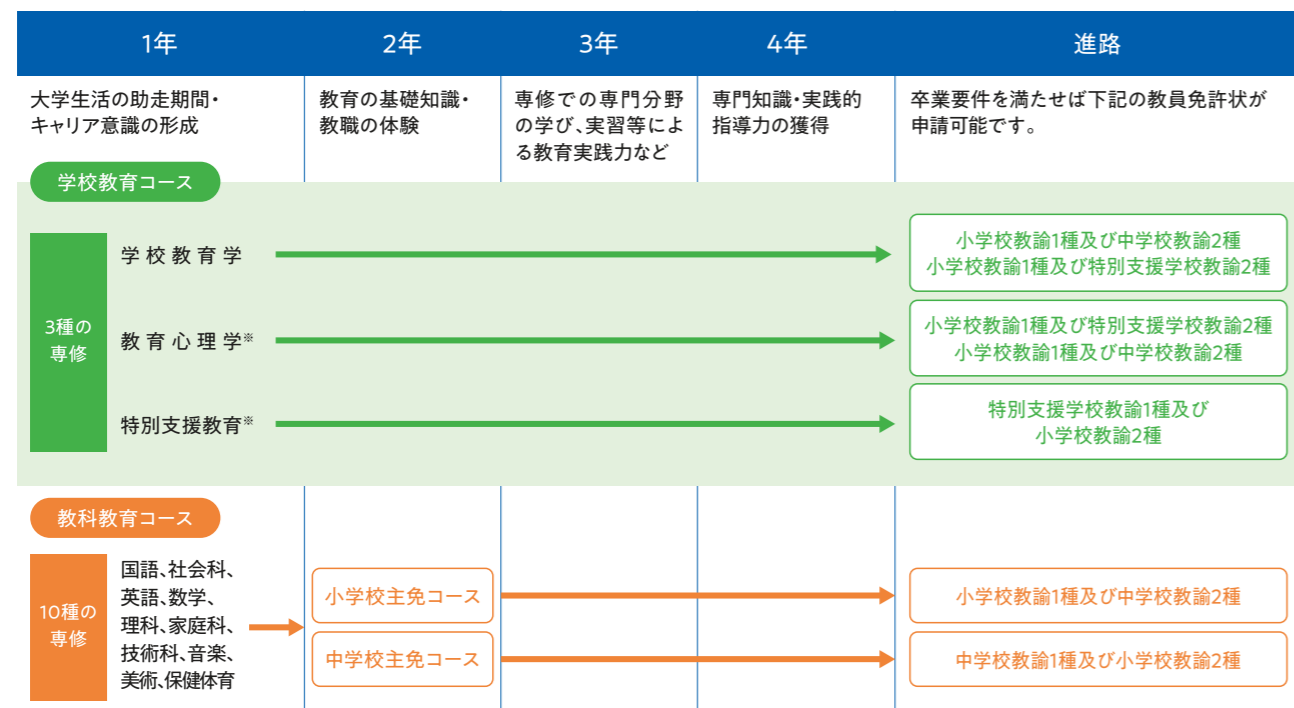 1年
2年
3年
4年
進路
大学生活の助走期間・
キャリア意識の形成
教育の基礎知識・
教職の体験
専修での専門分野
の学び、実習等によ
る教育実践力など
専門知識・実践的
指導力の獲得
卒業要件を満たせば下記の教員免許状が
申請可能です。
学校教育コース
3種の
専修
学校教育学
小学校教諭1種及び中学校教諭2種
小学校教諭1種及び特別支援学校教諭2種
教育心理学※
小学校教諭1種及び特別支援学校教諭2種
小学校教諭1種及び中学校教諭2種
特別支援教育※
特別支援学校教諭1種及び
小学校教諭2種
教科教育コース
10種の
専修
国語、社会科、
英語、数学、
理科、家庭科、
技術科、音楽、
美術、保健体育
小学校主免コース
小学校教諭1種及び中学校教諭2種
中学校主免コース
中学校教諭1種及び小学校教諭2種